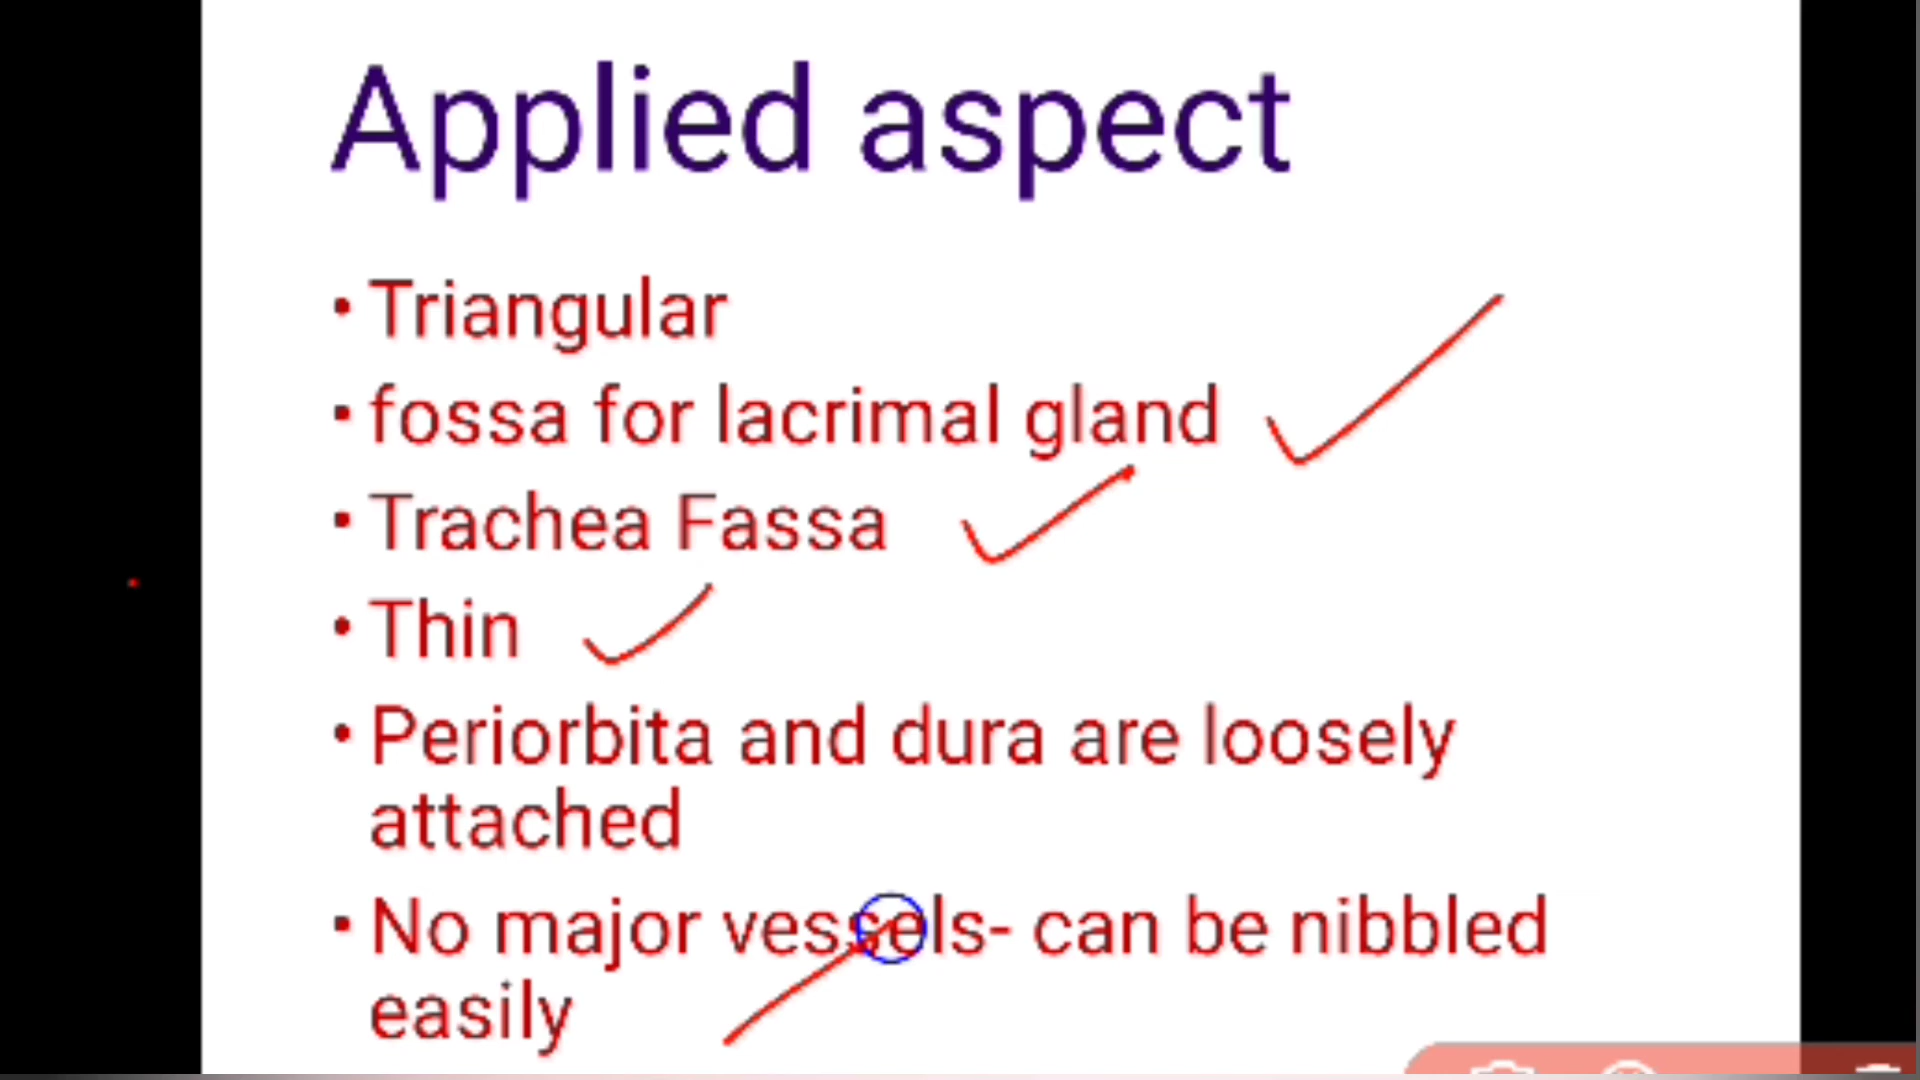 Applied aspect
• Triangular
• fossa for lacrimal gland
• Trachea Fassa
• Thin
• Periorbita and dura are loosely
attached
• No major vessels- can be nibbled
easily